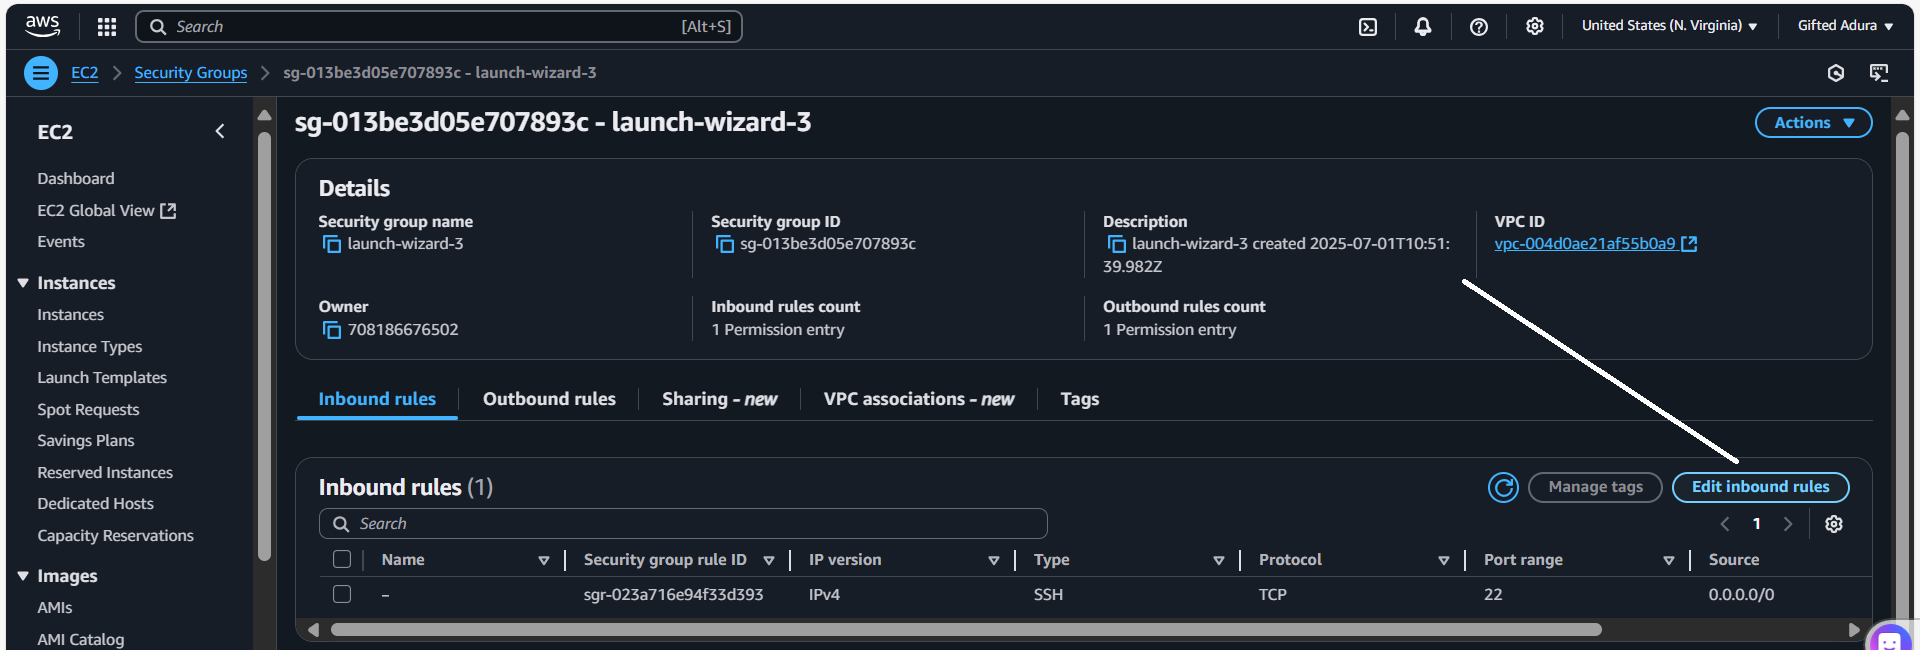 aws
Search [Alt+S]
United States (N. Virginia)
Gifted Adura
EC2
Security Groups
sg-013be3d05e707893c - launch-wizard-3
EC2
Dashboard
EC2 Global View
Events
Instances
Instances
Instance Types
Launch Templates
Spot Requests
Savings Plans
Reserved Instances
Dedicated Hosts
Capacity Reservations
Images
AMIs
AMI Catalog
sg-013be3d05e707893c - launch-wizard-3
Actions
Details
Security group name
launch-wizard-3
Security group ID
sg-013be3d05e707893c
Description
launch-wizard-3 created 2025-07-01T10:51:
39.982Z
VPC ID
vpc-004d0ae21af55b0a9
Owner
708186676502
Inbound rules count
1 Permission entry
Outbound rules count
1 Permission entry
Inbound rules
Outbound rules
Sharing - new
VPC associations - new
Tags
Inbound rules (1)
Manage tags
Edit inbound rules
Search
1
Name Security group rule ID IP version Type Protocol Port range Source
– sgr-023a716e94f33d393 IPv4 SSH TCP 22 0.0.0.0/0